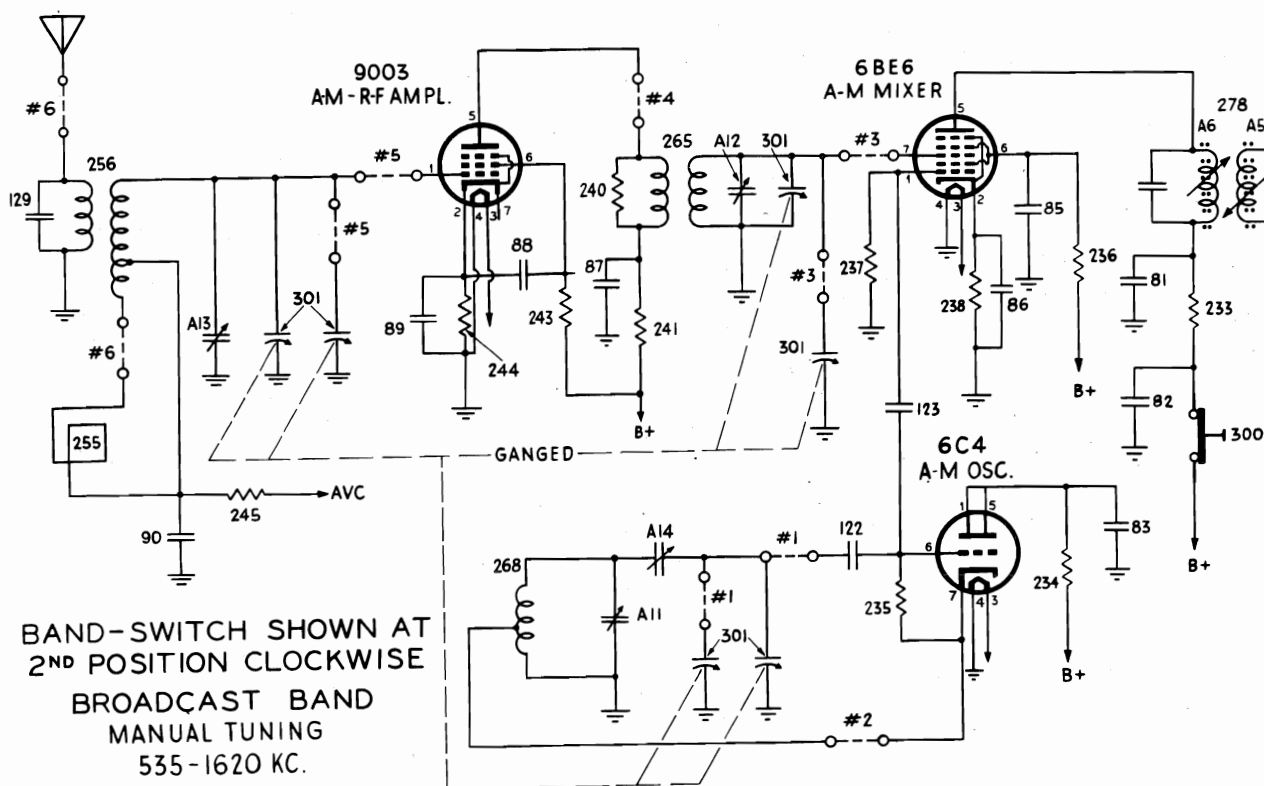 9003
A-M-R-F AMPL.
6BE6
A-M MIXER
#6
#4
278
A6
A5
5
5
256
#5
1
6
265
A12
301
#3
7
6
1
129
240
2
4
3
7
4
3
2
85
#5
88
87
237
236
#3
238
86
81
A13
301
89
243
241
233
#6
244
301
B+
82
B+
123
255
GANGED
6C4
A-M OSC.
300
245
AVC
1
5
A14
90
268
#1
122
6
83
#1
235
7
4
3
234
B+
A11
301
B+
#2
BAND-SWITCH SHOWN AT
2ND POSITION CLOCKWISE
BROADCAST BAND
MANUAL TUNING
535-1620 KC.